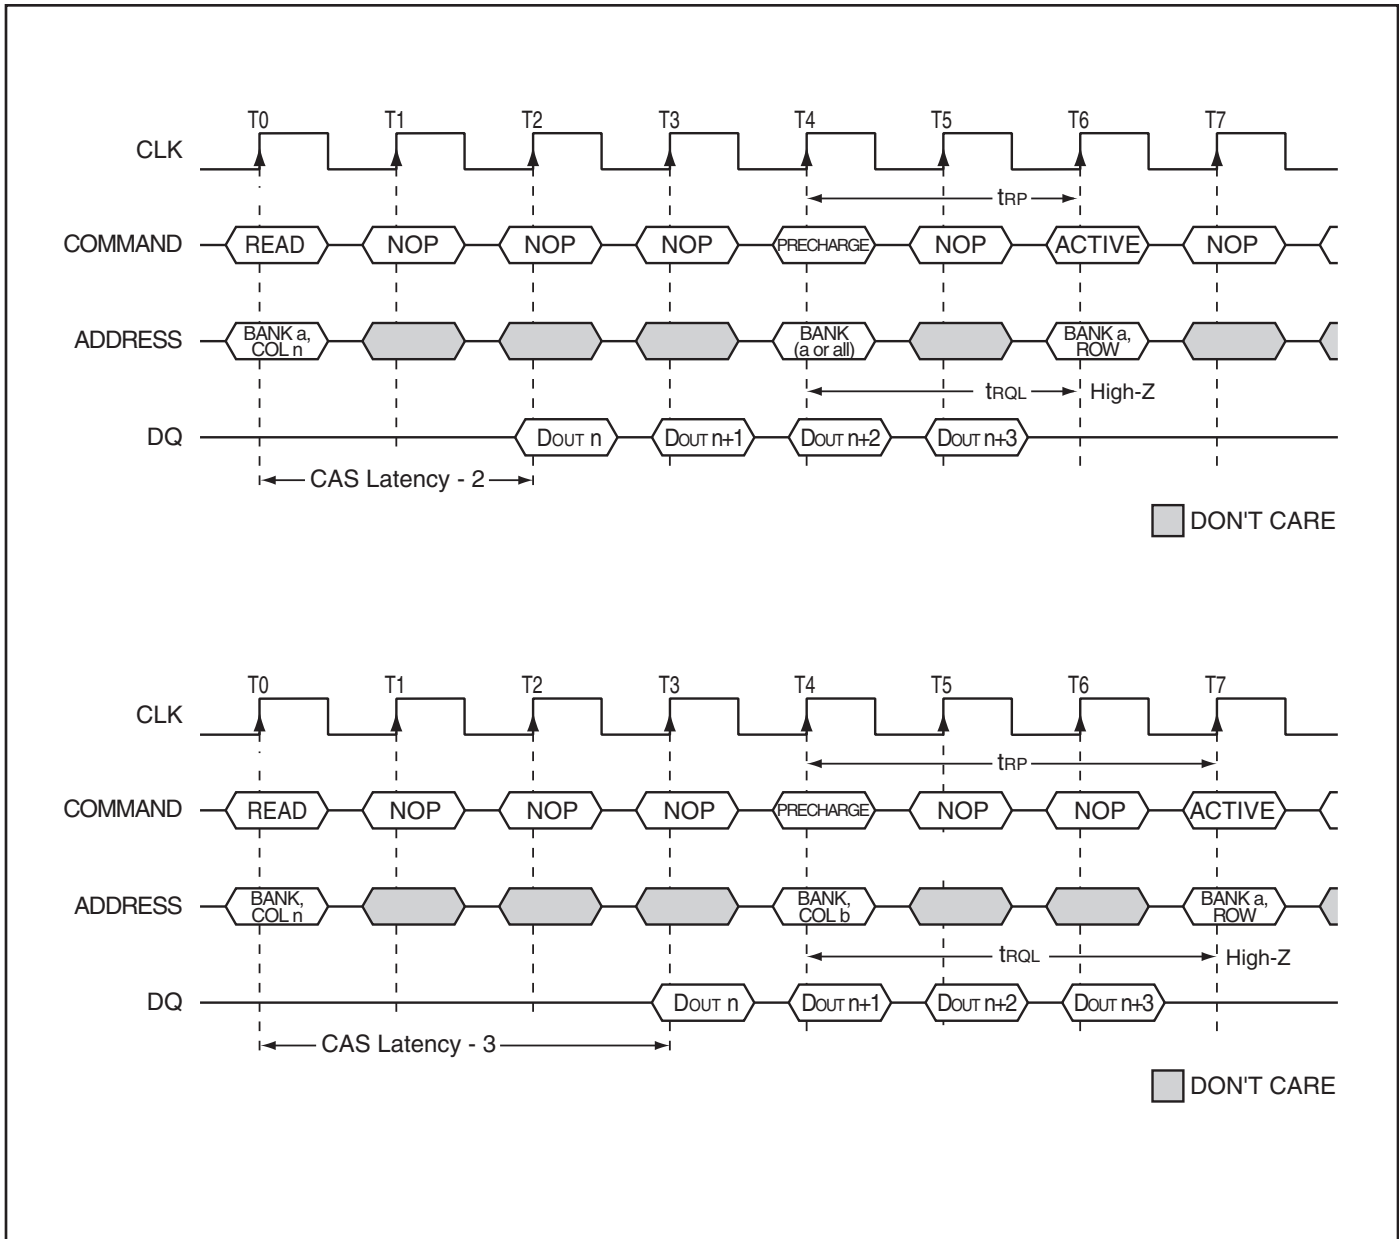 T0 T1 T2 T3 T4 T5 T6 T7
CLK
tRP
COMMAND READ NOP NOP NOP PRECHARGE NOP ACTIVE NOP
ADDRESS BANK a, COL n BANK (a or all) BANK a, ROW
tRQL High-Z
DQ DOUT n DOUT n+1 DOUT n+2 DOUT n+3
CAS Latency - 2
DON'T CARE
T0 T1 T2 T3 T4 T5 T6 T7
CLK
tRP
COMMAND READ NOP NOP NOP PRECHARGE NOP NOP ACTIVE
ADDRESS BANK, COL n BANK, COL b BANK a, ROW
tRQL High-Z
DQ DOUT n DOUT n+1 DOUT n+2 DOUT n+3
CAS Latency - 3
DON'T CARE